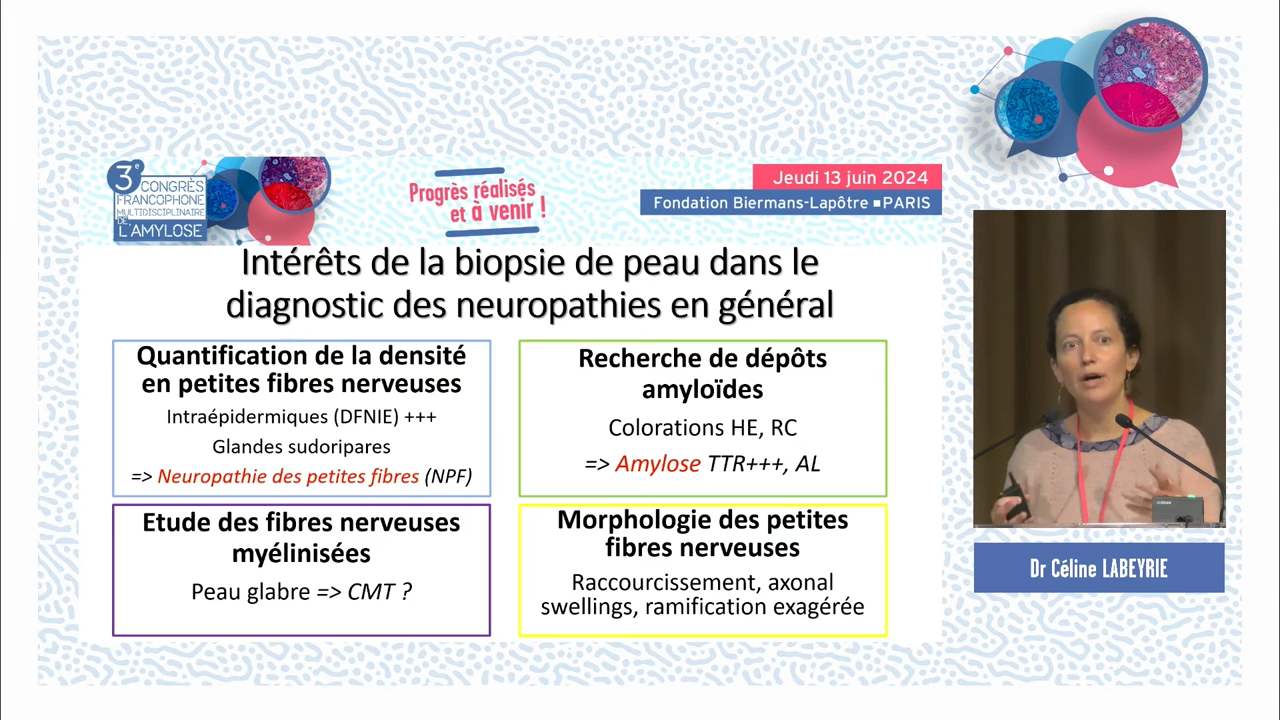 3e
CONGRÈS
FRANCOPHONE
MULTIDISCIPLINAIRE
DE
L'AMYLOSE
Progrès réalisés
et à venir !
Jeudi 13 juin 2024
Fondation Biermans-Lapôtre ■ PARIS
Intérêts de la biopsie de peau dans le
diagnostic des neuropathies en général
Quantification de la densité
en petites fibres nerveuses
Intraépidermiques (DFNIE) +++
Glandes sudoripares
=> Neuropathie des petites fibres (NPF)
Recherche de dépôts
amyloïdes
Colorations HE, RC
=> Amylose TTR+++, AL
Etude des fibres nerveuses
myélinisées
Peau glabre => CMT ?
Morphologie des petites
fibres nerveuses
Raccourcissement, axonal
swellings, ramification exagérée
Dr Céline LABEYRIE